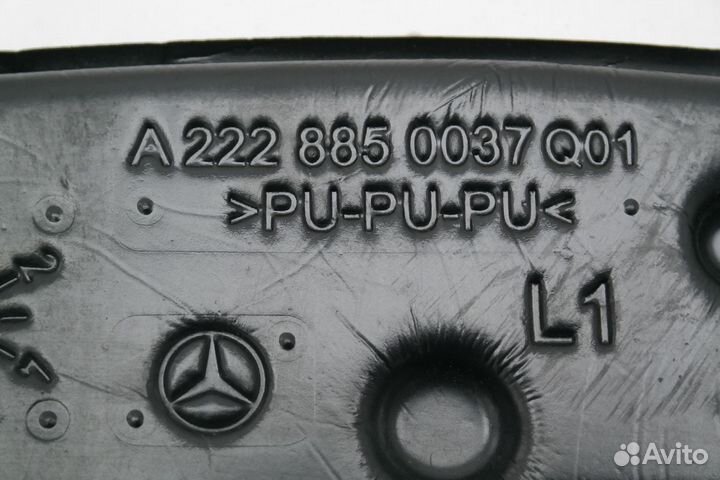 A 222 885 0037 Q01
>PU-PU-PU<
L1
Avito